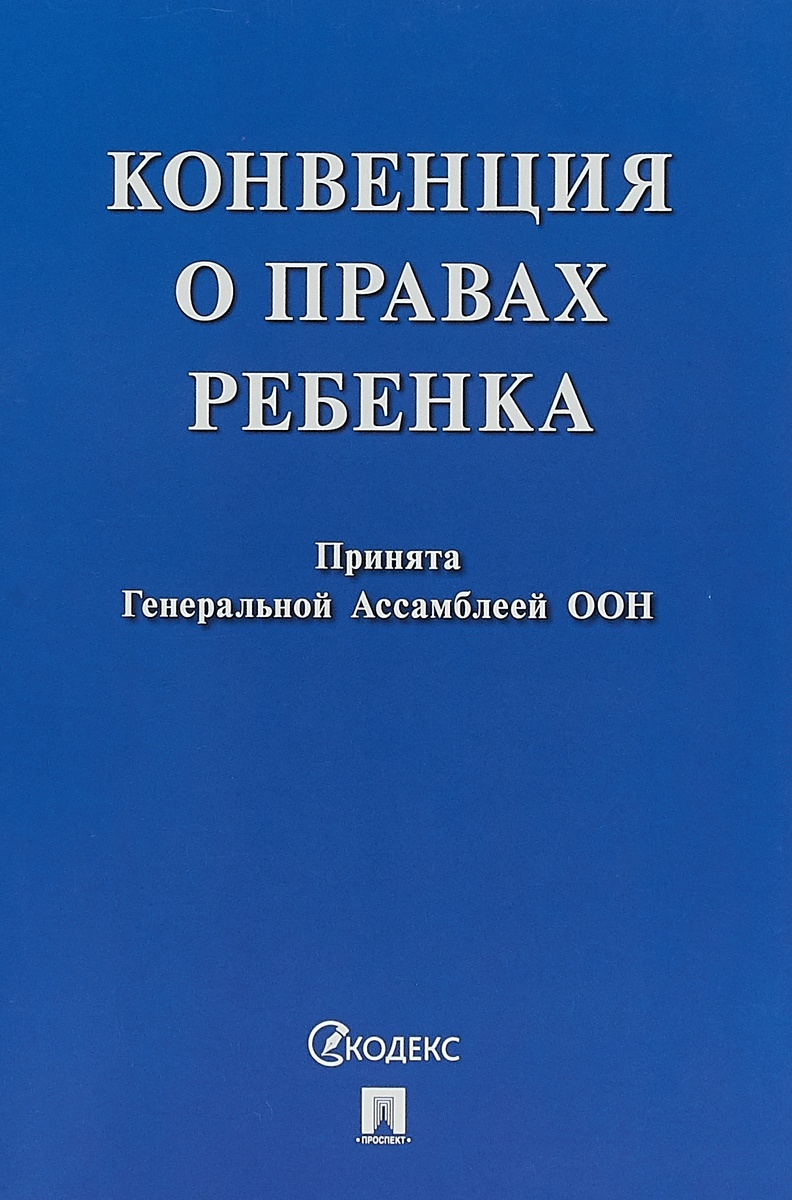 КОНВЕНЦИЯ
О ПРАВАХ
РЕБЕНКА
Принята
Генеральной Ассамблеей ООН
КОДЕКС
• ПРОСПЕКТ •